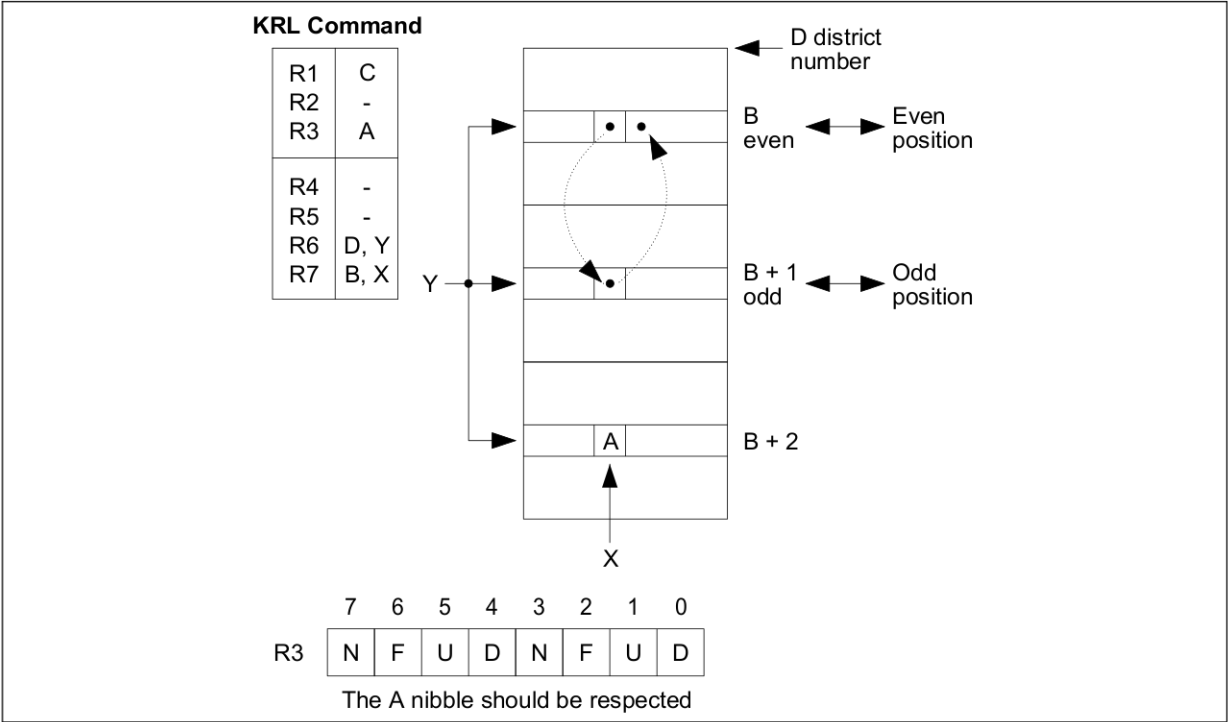 KRL Command
R1 C
R2 -
R3 A
R4 -
R5 -
R6 D, Y
R7 B, X
D district
number
B
even
Even
position
Y
B + 1
odd
Odd
position
A
B + 2
X
7 6 5 4 3 2 1 0
R3 N F U D N F U D
The A nibble should be respected